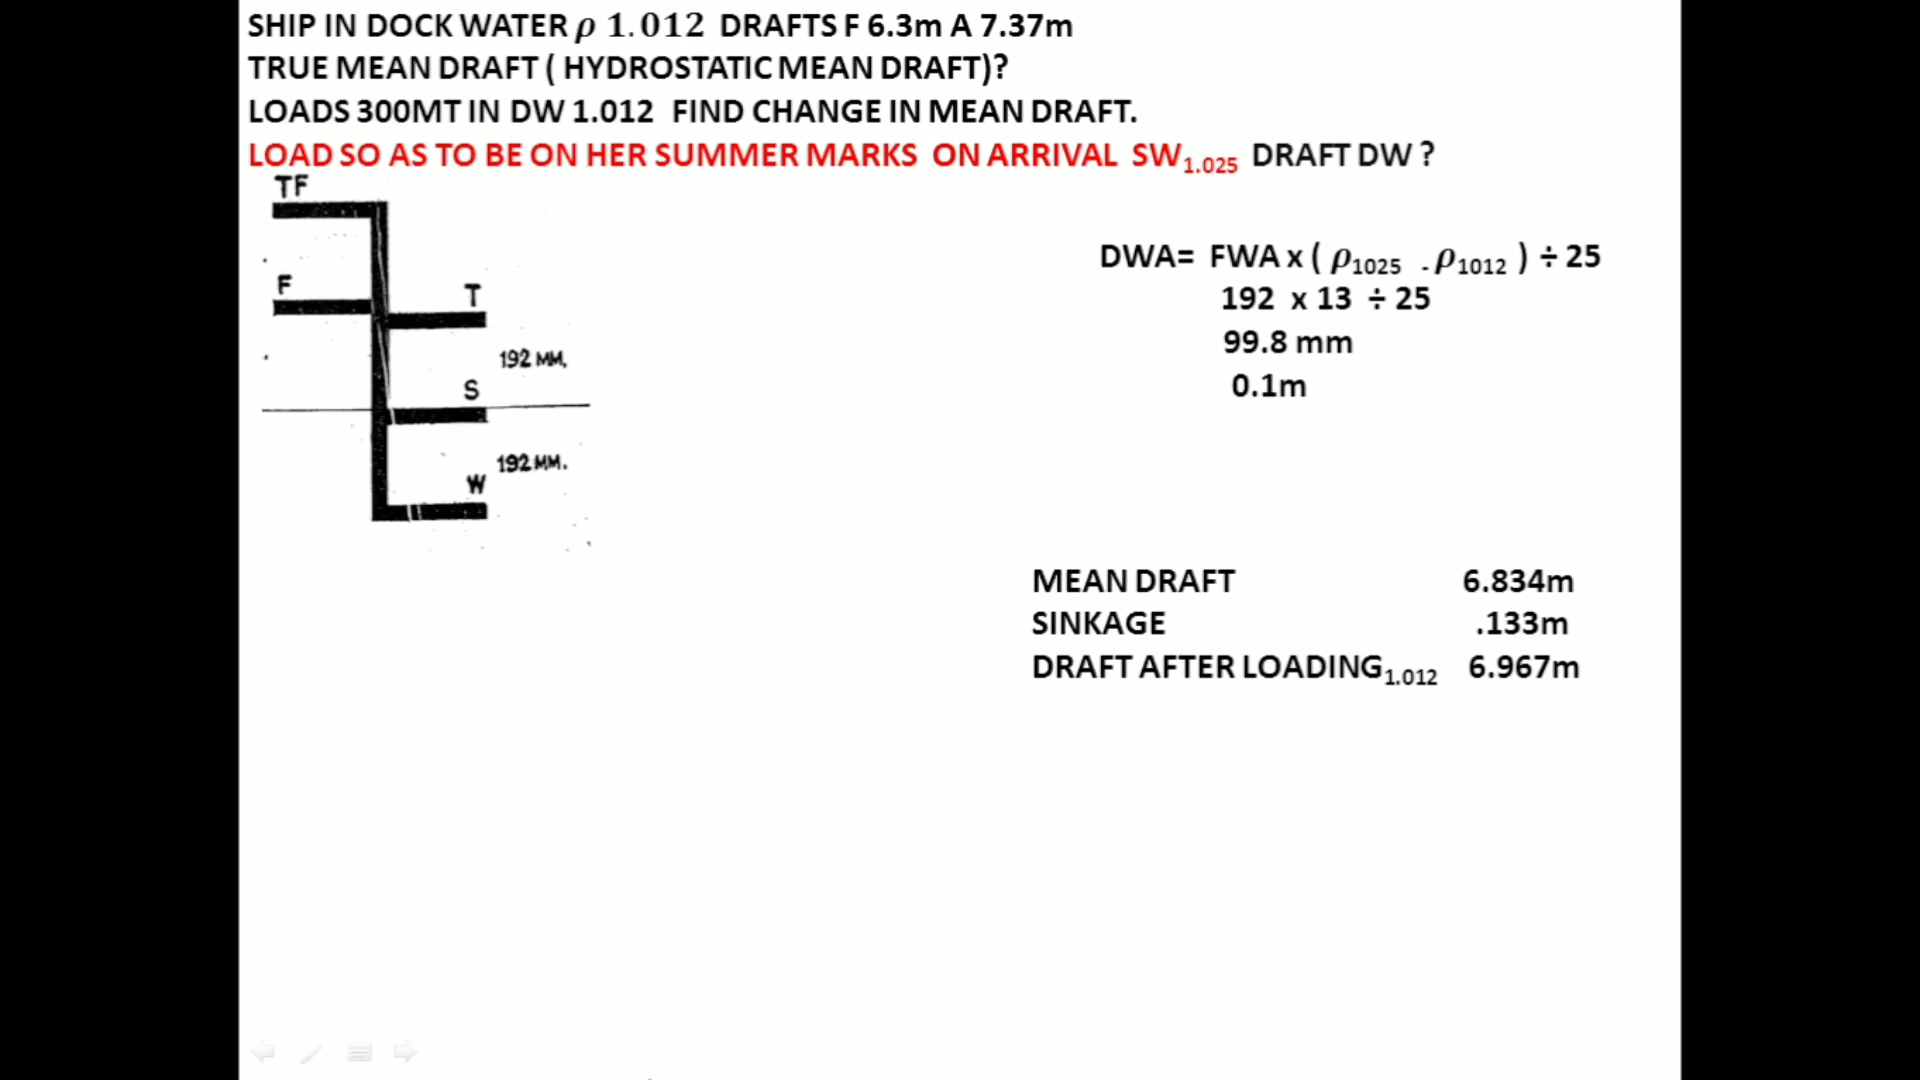 SHIP IN DOCK WATER ρ 1.012 DRAFTS F 6.3m A 7.37m
TRUE MEAN DRAFT ( HYDROSTATIC MEAN DRAFT)?
LOADS 300MT IN DW 1.012 FIND CHANGE IN MEAN DRAFT.
LOAD SO AS TO BE ON HER SUMMER MARKS ON ARRIVAL SW1.025 DRAFT DW ?
TF
F
T
192 MM,
S
192 MM.
W
DWA= FWA x ( ρ1025 - ρ1012 ) ÷ 25
192 x 13 ÷ 25
99.8 mm
0.1m
MEAN DRAFT 6.834m
SINKAGE .133m
DRAFT AFTER LOADING1.012 6.967m